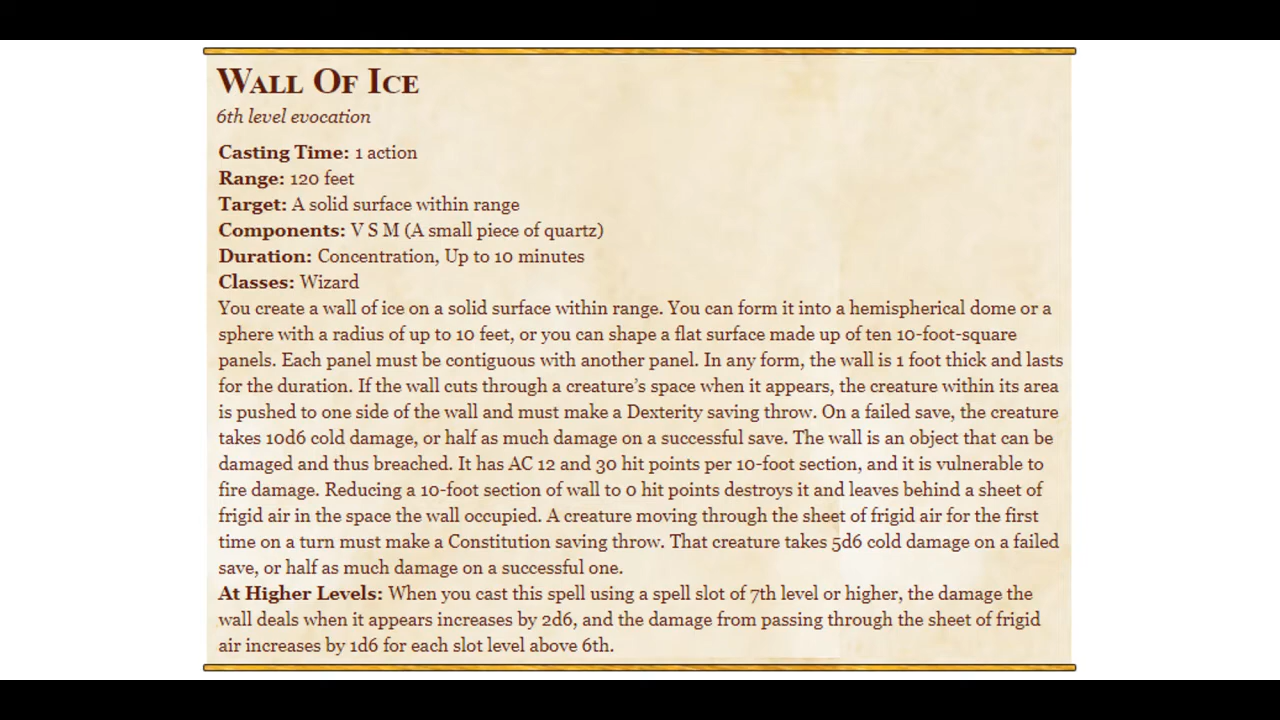 Wall Of Ice
6th level evocation
Casting Time: 1 action
Range: 120 feet
Target: A solid surface within range
Components: V S M (A small piece of quartz)
Duration: Concentration, Up to 10 minutes
Classes: Wizard
You create a wall of ice on a solid surface within range. You can form it into a hemispherical dome or a
sphere with a radius of up to 10 feet, or you can shape a flat surface made up of ten 10-foot-square
panels. Each panel must be contiguous with another panel. In any form, the wall is 1 foot thick and lasts
for the duration. If the wall cuts through a creature’s space when it appears, the creature within its area
is pushed to one side of the wall and must make a Dexterity saving throw. On a failed save, the creature
takes 10d6 cold damage, or half as much damage on a successful save. The wall is an object that can be
damaged and thus breached. It has AC 12 and 30 hit points per 10-foot section, and it is vulnerable to
fire damage. Reducing a 10-foot section of wall to 0 hit points destroys it and leaves behind a sheet of
frigid air in the space the wall occupied. A creature moving through the sheet of frigid air for the first
time on a turn must make a Constitution saving throw. That creature takes 5d6 cold damage on a failed
save, or half as much damage on a successful one.
At Higher Levels: When you cast this spell using a spell slot of 7th level or higher, the damage the
wall deals when it appears increases by 2d6, and the damage from passing through the sheet of frigid
air increases by 1d6 for each slot level above 6th.